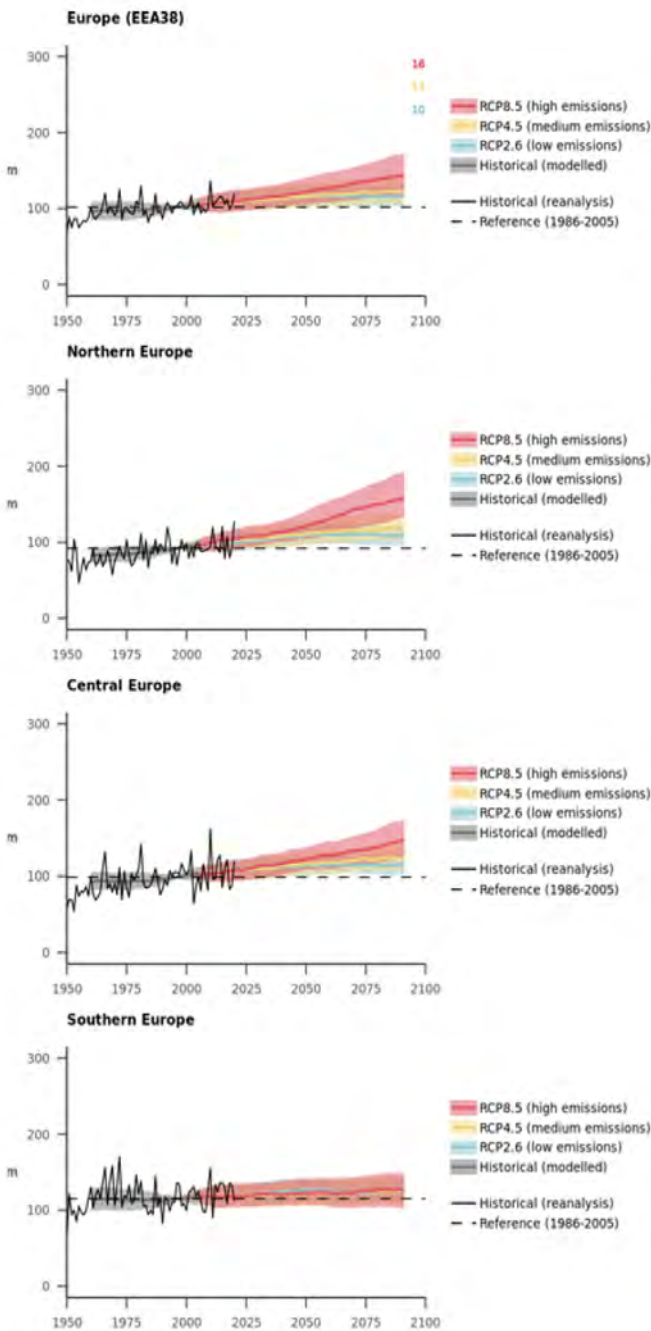 Europe (EEA38)
300
200
100
0
m
16
10
1950 1975 2000 2025 2050 2075 2100
RCP8.5 (high emissions)
RCP4.5 (medium emissions)
RCP2.6 (low emissions)
Historical (modelled)
Historical (reanalysis)
Reference (1986-2005)
Northern Europe
300
200
100
0
m
1950 1975 2000 2025 2050 2075 2100
RCP8.5 (high emissions)
RCP4.5 (medium emissions)
RCP2.6 (low emissions)
Historical (modelled)
Historical (reanalysis)
Reference (1986-2005)
Central Europe
300
200
100
0
m
1950 1975 2000 2025 2050 2075 2100
RCP8.5 (high emissions)
RCP4.5 (medium emissions)
RCP2.6 (low emissions)
Historical (modelled)
Historical (reanalysis)
Reference (1986-2005)
Southern Europe
300
200
100
0
m
1950 1975 2000 2025 2050 2075 2100
RCP8.5 (high emissions)
RCP4.5 (medium emissions)
RCP2.6 (low emissions)
Historical (modelled)
Historical (reanalysis)
Reference (1986-2005)